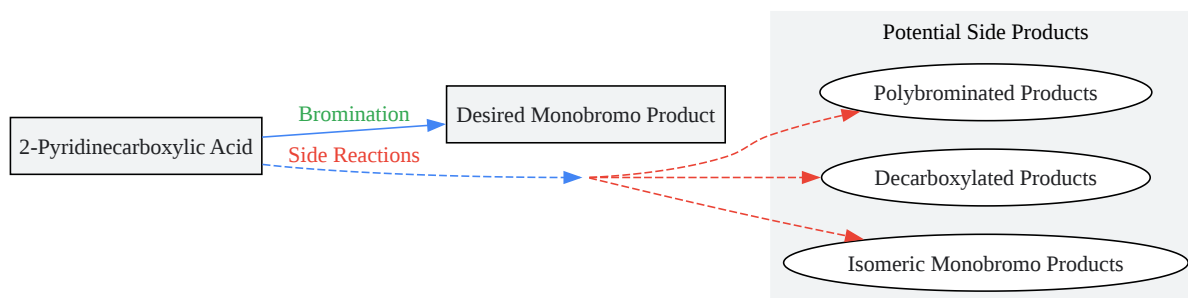 Potential Side Products
Polybrominated Products
Bromination
Desired Monobromo Product
2-Pyridinecarboxylic Acid
Side Reactions
Decarboxylated Products
Isomeric Monobromo Products